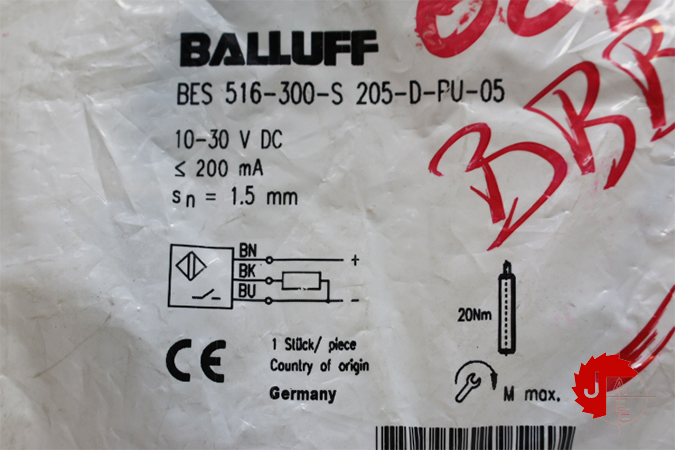 BALLUFF
BES 516-300-S 205-D-PU-05
10-30 V DC
≤ 200 mA
sn = 1.5 mm
BN +
BK
BU -
20Nm
CE
1 Stück/ piece
Country of origin
Germany
M max.
BRR
J